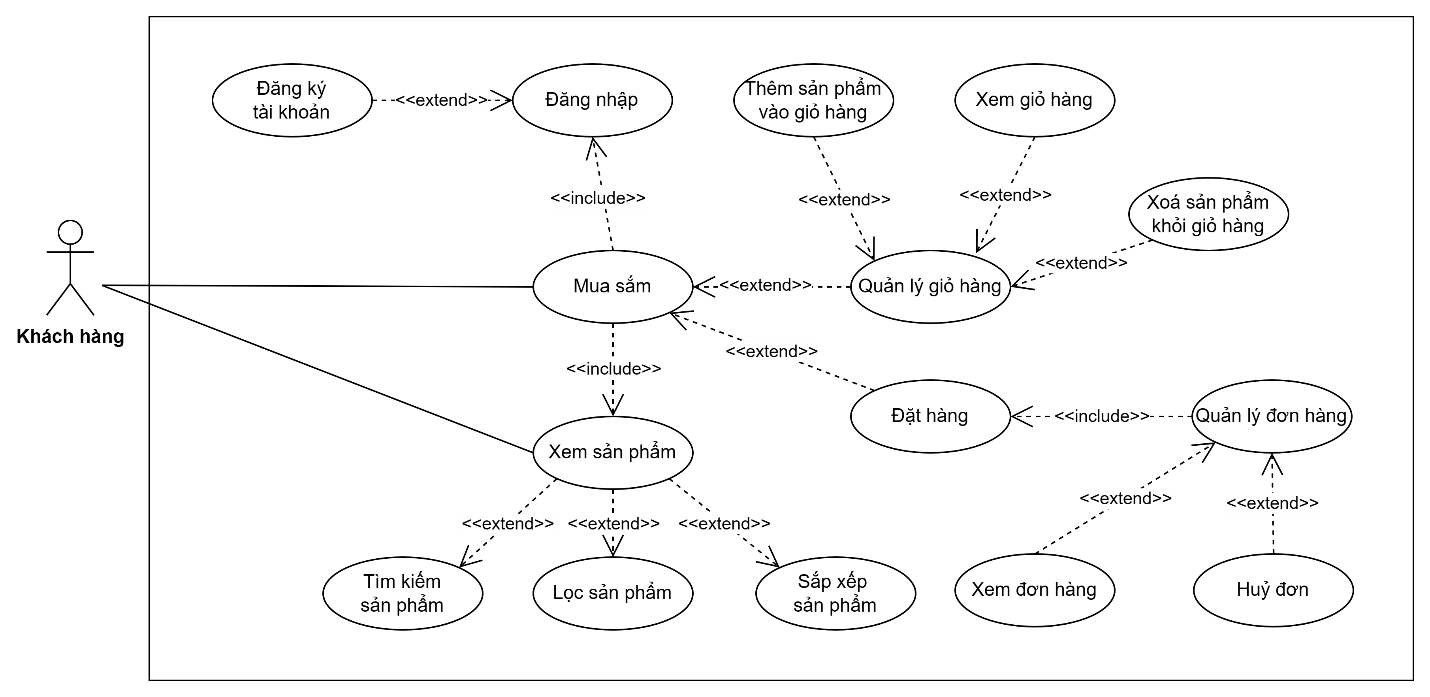 Đăng ký
tài khoản
<<extend>>
Đăng nhập
Thêm sản phẩm
vào giỏ hàng
Xem giỏ hàng
<<include>>
<<extend>>
<<extend>>
Xoá sản phẩm
khỏi giỏ hàng
<<extend>>
Khách hàng
Mua sắm
<<extend>>
Quản lý giỏ hàng
<<include>>
<<extend>>
Đặt hàng
<<include>>
Quản lý đơn hàng
Xem sản phẩm
<<extend>>
<<extend>>
<<extend>>
<<extend>>
<<extend>>
<<extend>>
Tìm kiếm
sản phẩm
Lọc sản phẩm
Sắp xếp
sản phẩm
Xem đơn hàng
Huỷ đơn